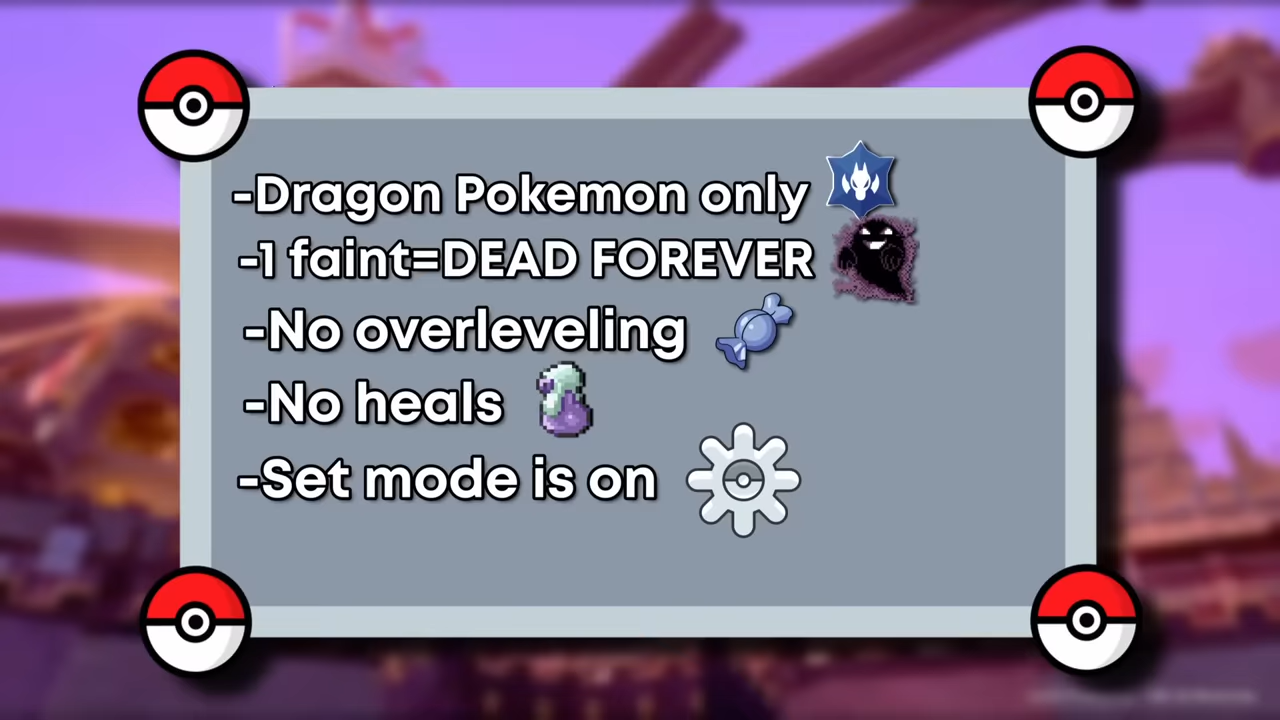 -Dragon Pokemon only
-1 faint=DEAD FOREVER
-No overleveling
-No heals
-Set mode is on